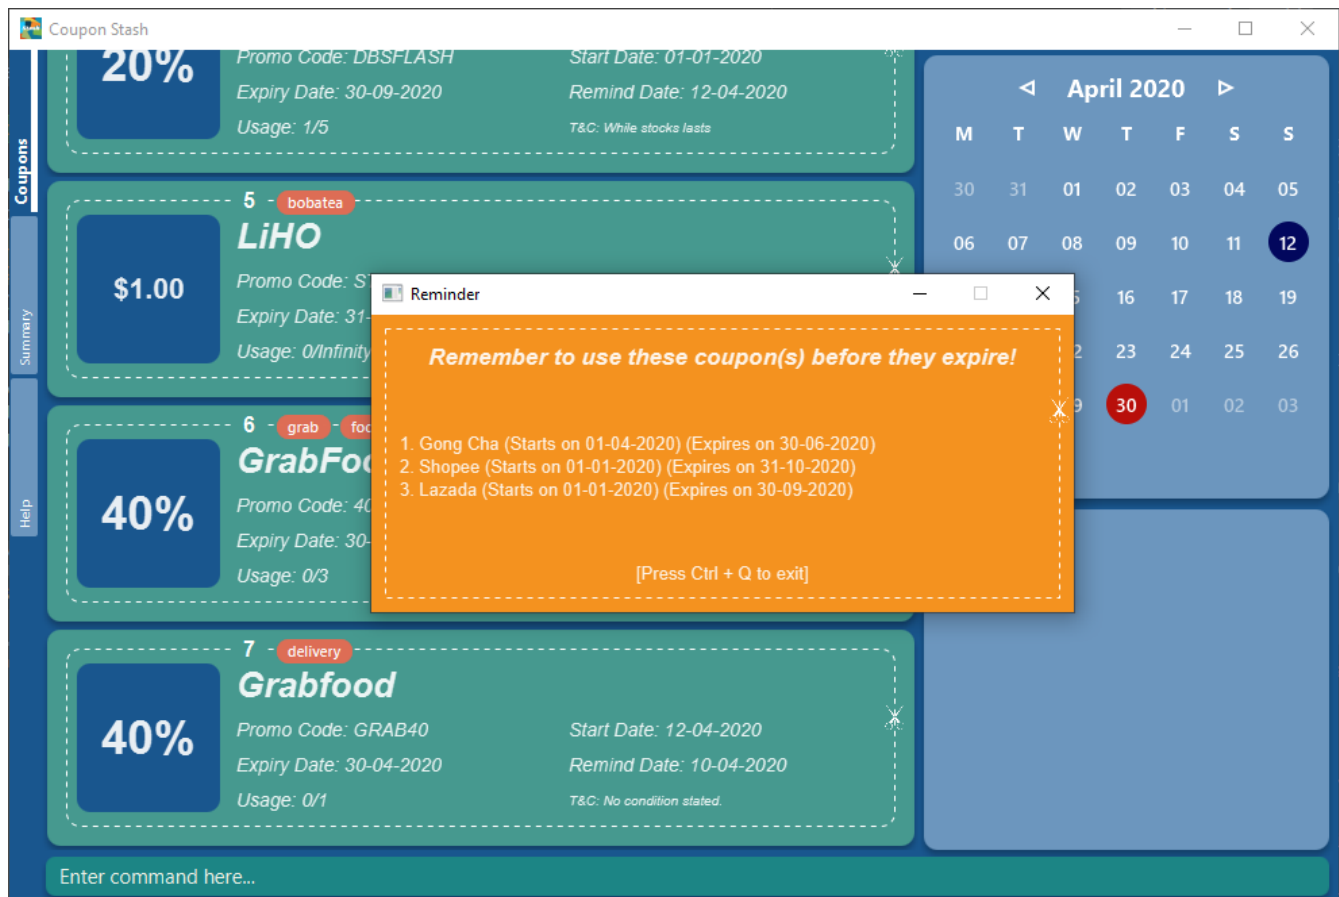 Coupon Stash
Coupons
Summary
Help
20%
Promo Code: DBSFLASH
Start Date: 01-01-2020
Expiry Date: 30-09-2020
Remind Date: 12-04-2020
Usage: 1/5
T&C: While stocks lasts
5
bobatea
LiHO
$1.00
Promo Code:
Expiry Date: 31-
Usage: 0/Infinity
6
grab
GrabFoo
40%
Promo Code: 40
Expiry Date: 30-
Usage: 0/3
7
delivery
Grabfood
40%
Promo Code: GRAB40
Start Date: 12-04-2020
Expiry Date: 30-04-2020
Remind Date: 10-04-2020
Usage: 0/1
T&C: No condition stated.
Reminder
Remember to use these coupon(s) before they expire!
1. Gong Cha (Starts on 01-04-2020) (Expires on 30-06-2020)
2. Shopee (Starts on 01-01-2020) (Expires on 31-10-2020)
3. Lazada (Starts on 01-01-2020) (Expires on 30-09-2020)
[Press Ctrl + Q to exit]
April 2020
M T W T F S S
30 31 01 02 03 04 05
06 07 08 09 10 11 12
16 17 18 19
23 24 25 26
30 01 02 03
Enter command here...